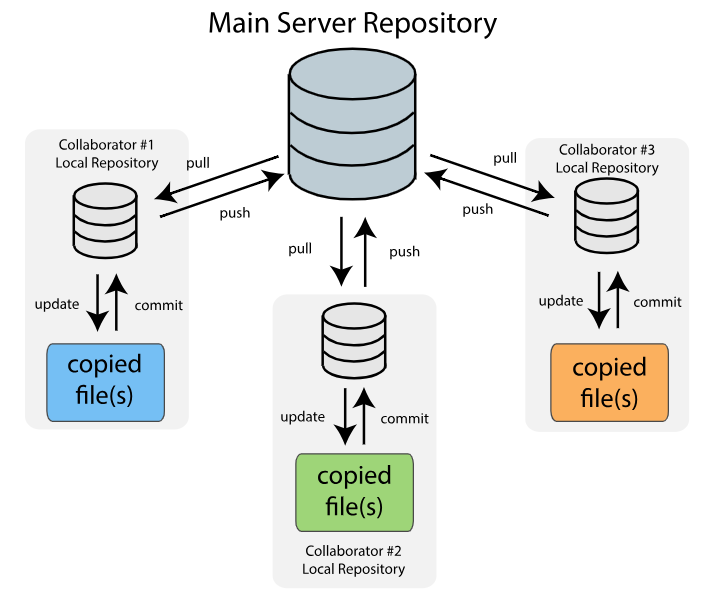 Main Server Repository
Collaborator #1
Local Repository
pull
push
update
commit
copied
file(s)
pull
push
update
commit
copied
file(s)
Collaborator #2
Local Repository
Collaborator #3
Local Repository
pull
push
update
commit
copied
file(s)